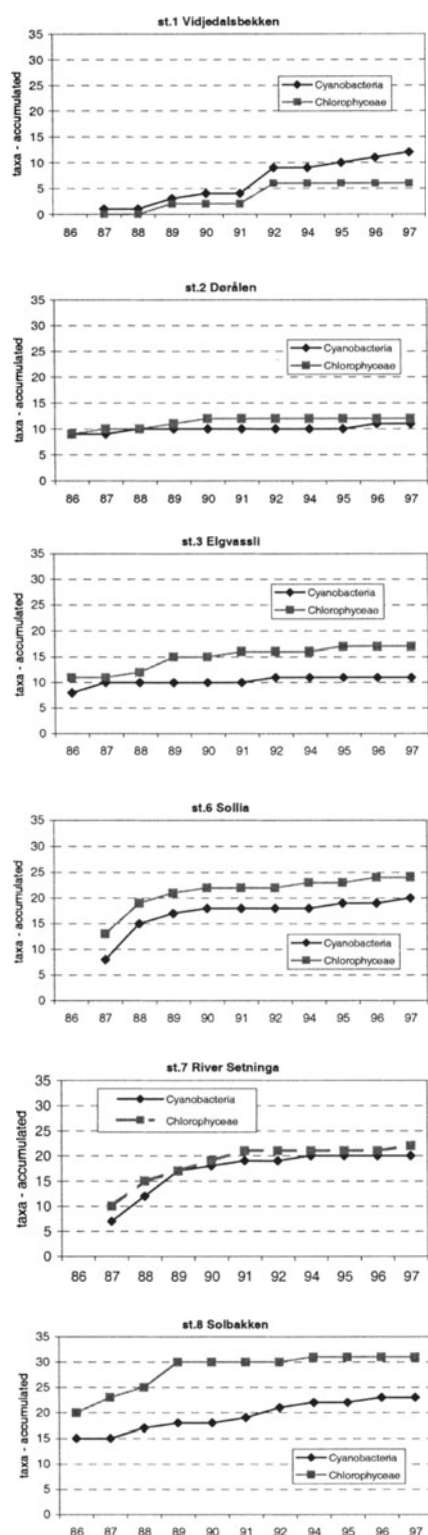 st.1 Vidjedalsbekken
taxa - accumulated
35
30
25
20
15
10
5
0
Cyanobacteria
Chlorophyceae
86 87 88 89 90 91 92 94 95 96 97
st.2 Dørålen
taxa - accumulated
35
30
25
20
15
10
5
0
Cyanobacteria
Chlorophyceae
86 87 88 89 90 91 92 94 95 96 97
st.3 Elgvassli
taxa - accumulated
35
30
25
20
15
10
5
0
Cyanobacteria
Chlorophyceae
86 87 88 89 90 91 92 94 95 96 97
st.6 Sollia
taxa - accumulated
35
30
25
20
15
10
5
0
Cyanobacteria
Chlorophyceae
86 87 88 89 90 91 92 94 95 96 97
st.7 River Setninga
taxa - accumulated
35
30
25
20
15
10
5
0
Cyanobacteria
Chlorophyceae
86 87 88 89 90 91 92 94 95 96 97
st.8 Solbakken
taxa - accumulated
35
30
25
20
15
10
5
0
Cyanobacteria
Chlorophyceae
86 87 88 89 90 91 92 94 95 96 97